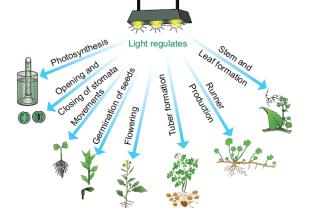 Light regulates
Photosynthesis
Opening and
Closing of stomata
Movements
Germination of seeds
Flowering
Tuber formation
Runner
Production
Stem and
Leaf formation